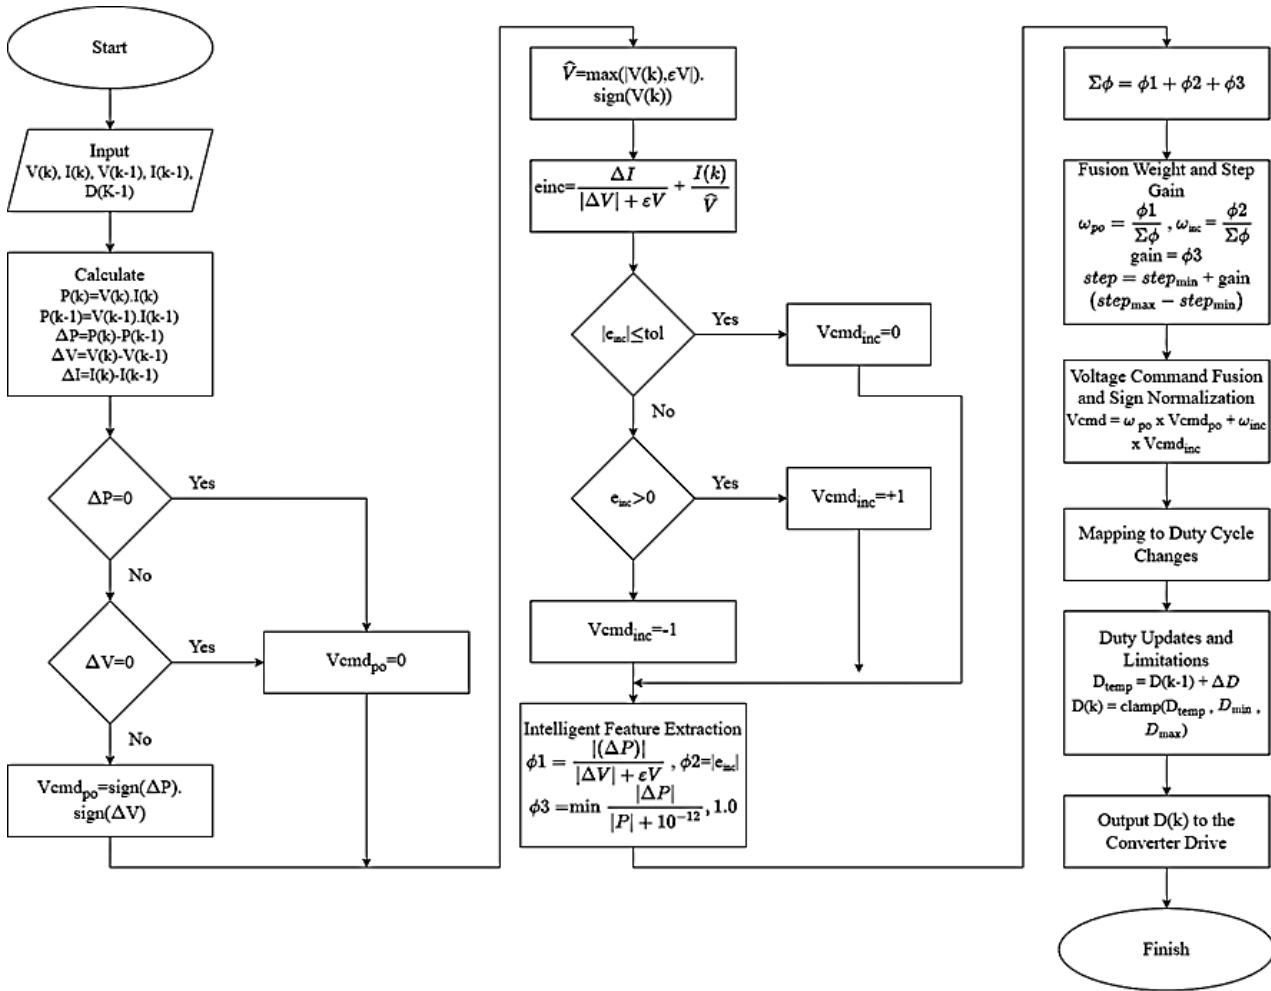 Start
Input
V(k), I(k), V(k-1), I(k-1),
D(K-1)
Calculate
P(k)=V(k).I(k)
P(k-1)=V(k-1).I(k-1)
ΔP=P(k)-P(k-1)
ΔV=V(k)-V(k-1)
ΔI=I(k)-I(k-1)
ΔP=0
Yes
No
ΔV=0
Yes
Vcmd_po=0
No
Vcmd_po=sign(ΔP).
sign(ΔV)
V̂=max(|V(k),εV|).
sign(V(k))
einc= ΔI / |ΔV| + εV + I(k) / V̂
|e_inc|≤tol
Yes
Vcmd_inc=0
No
e_inc>0
Yes
Vcmd_inc=+1
Vcmd_inc=-1
Intelligent Feature Extraction
ϕ1 = |(ΔP)| / |ΔV| + εV , ϕ2=|e_inc|
ϕ3 =min |ΔP| / |P| + 10^-12 , 1.0
Σϕ = ϕ1 + ϕ2 + ϕ3
Fusion Weight and Step
Gain
ω_po = ϕ1 / Σϕ , ω_inc = ϕ2 / Σϕ
gain = ϕ3
step = step_min + gain
(step_max − step_min)
Voltage Command Fusion
and Sign Normalization
Vcmd = ω_po x Vcmd_po + ω_inc
x Vcmd_inc
Mapping to Duty Cycle
Changes
Duty Updates and
Limitations
D_temp = D(k-1) + ΔD
D(k) = clamp(D_temp , D_min ,
D_max)
Output D(k) to the
Converter Drive
Finish